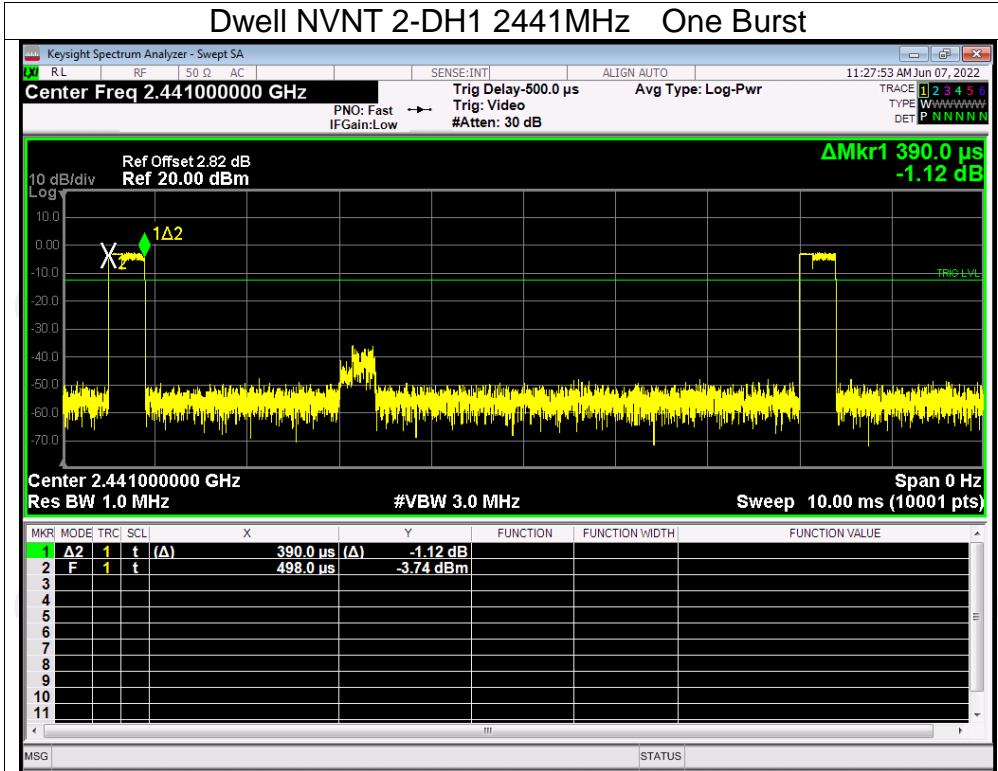 Dwell NVNT 2-DH1 2441MHz One Burst
Keysight Spectrum Analyzer - Swept SA
LXI RL RF 50 Ω AC SENSE:INT ALIGN AUTO 11:27:53 AM Jun 07, 2022
Center Freq 2.441000000 GHz Trig Delay-500.0 µs Avg Type: Log-Pwr TRACE 1 2 3 4 5 6
PNO: Fast Trig: Video TYPE WWWWWW
IFGain:Low #Atten: 30 dB DET P N N N N N
ΔMkr1 390.0 µs
-1.12 dB
Ref Offset 2.82 dB
10 dB/div Ref 20.00 dBm
Log
10.0
0.00
-10.0
-20.0
-30.0
-40.0
-50.0
-60.0
-70.0
1Δ2
X2
TRIG LVL
Center 2.441000000 GHz Span 0 Hz
Res BW 1.0 MHz #VBW 3.0 MHz Sweep 10.00 ms (10001 pts)
MKR MODE TRC SCL X Y FUNCTION FUNCTION WIDTH FUNCTION VALUE
1 Δ2 1 t (Δ) 390.0 µs (Δ) -1.12 dB
2 F 1 t 498.0 µs -3.74 dBm
3
4
5
6
7
8
9
10
11
MSG STATUS